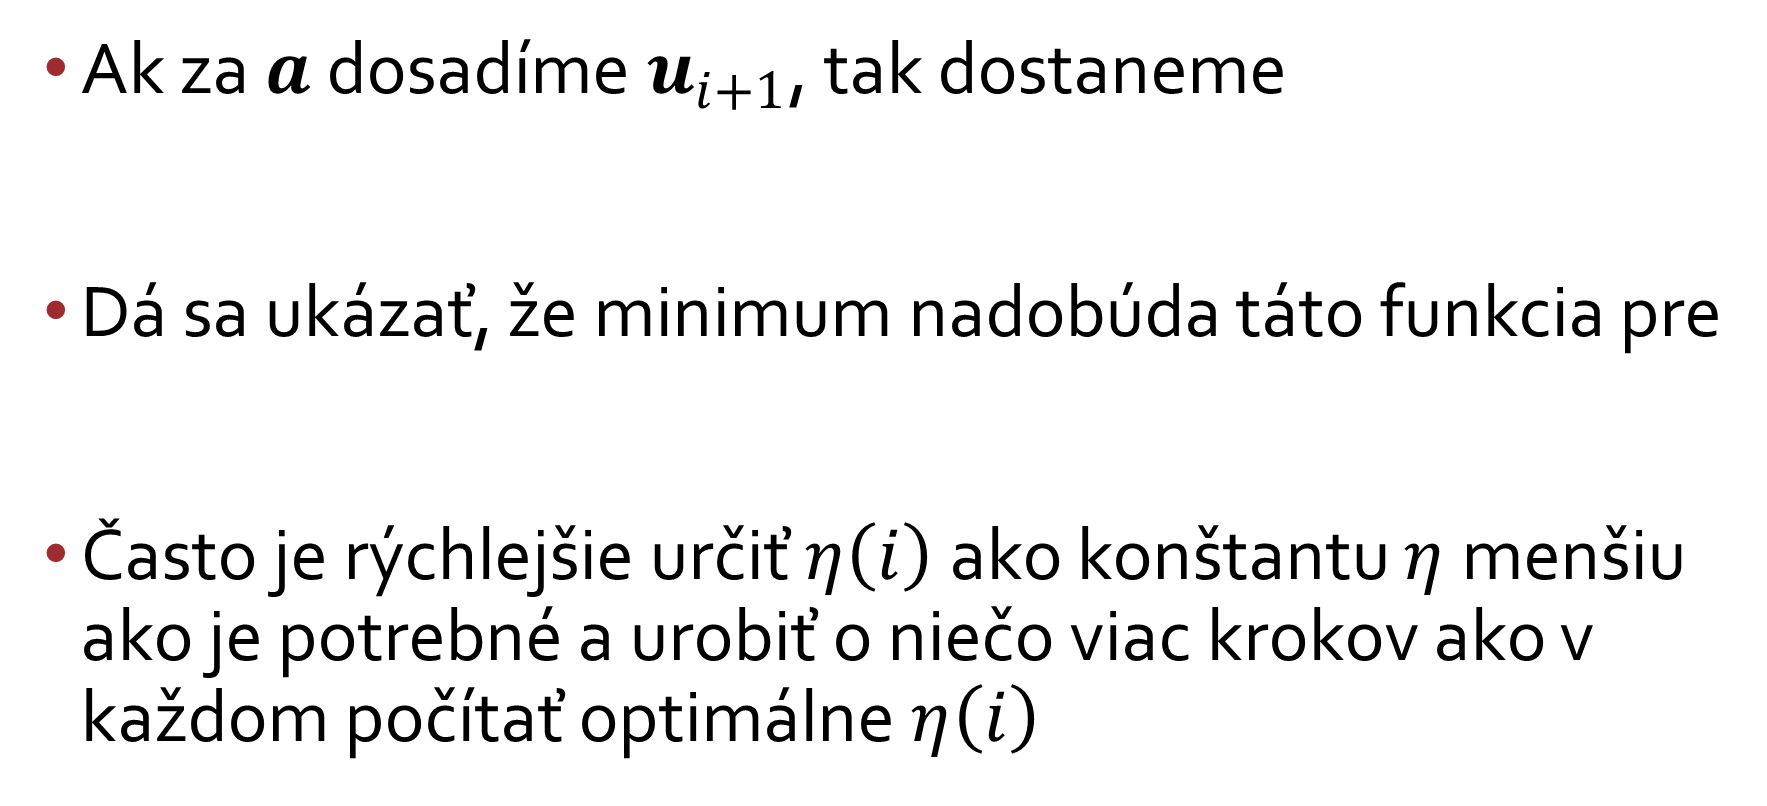 • Ak za 𝒂 dosadíme 𝒖ᵢ₊₁, tak dostaneme
• Dá sa ukázať, že minimum nadobúda táto funkcia pre
• Často je rýchlejšie určiť 𝜂(𝑖) ako konštantu 𝜂 menšiu
ako je potrebné a urobiť o niečo viac krokov ako v
každom počítať optimálne 𝜂(𝑖)